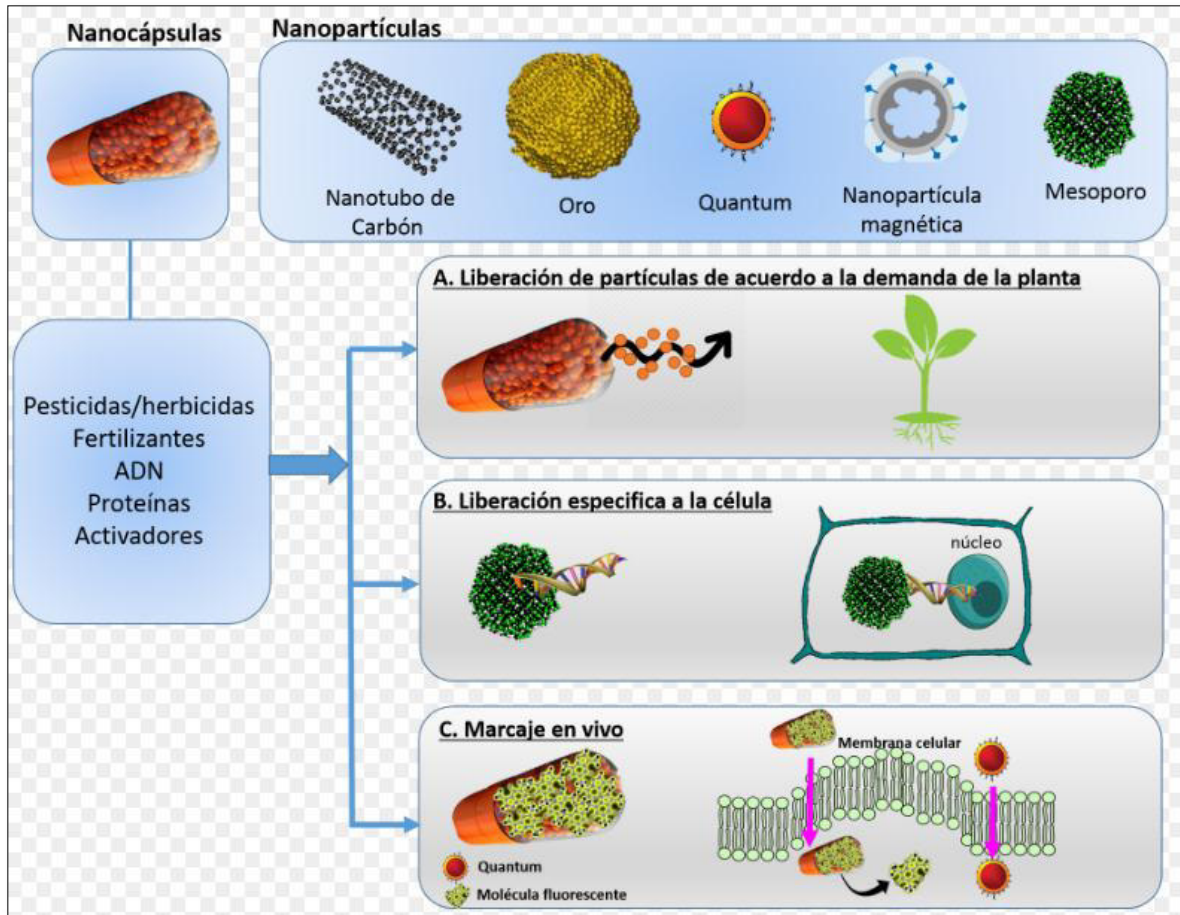 Nanocápsulas
Nanopartículas
Nanotubo de
Carbón
Oro
Quantum
Nanopartícula
magnética
Mesoporo
Pesticidas/herbicidas
Fertilizantes
ADN
Proteínas
Activadores
A. Liberación de partículas de acuerdo a la demanda de la planta
B. Liberación especifica a la célula
núcleo
C. Marcaje en vivo
Membrana celular
Quantum
Molécula fluorescente